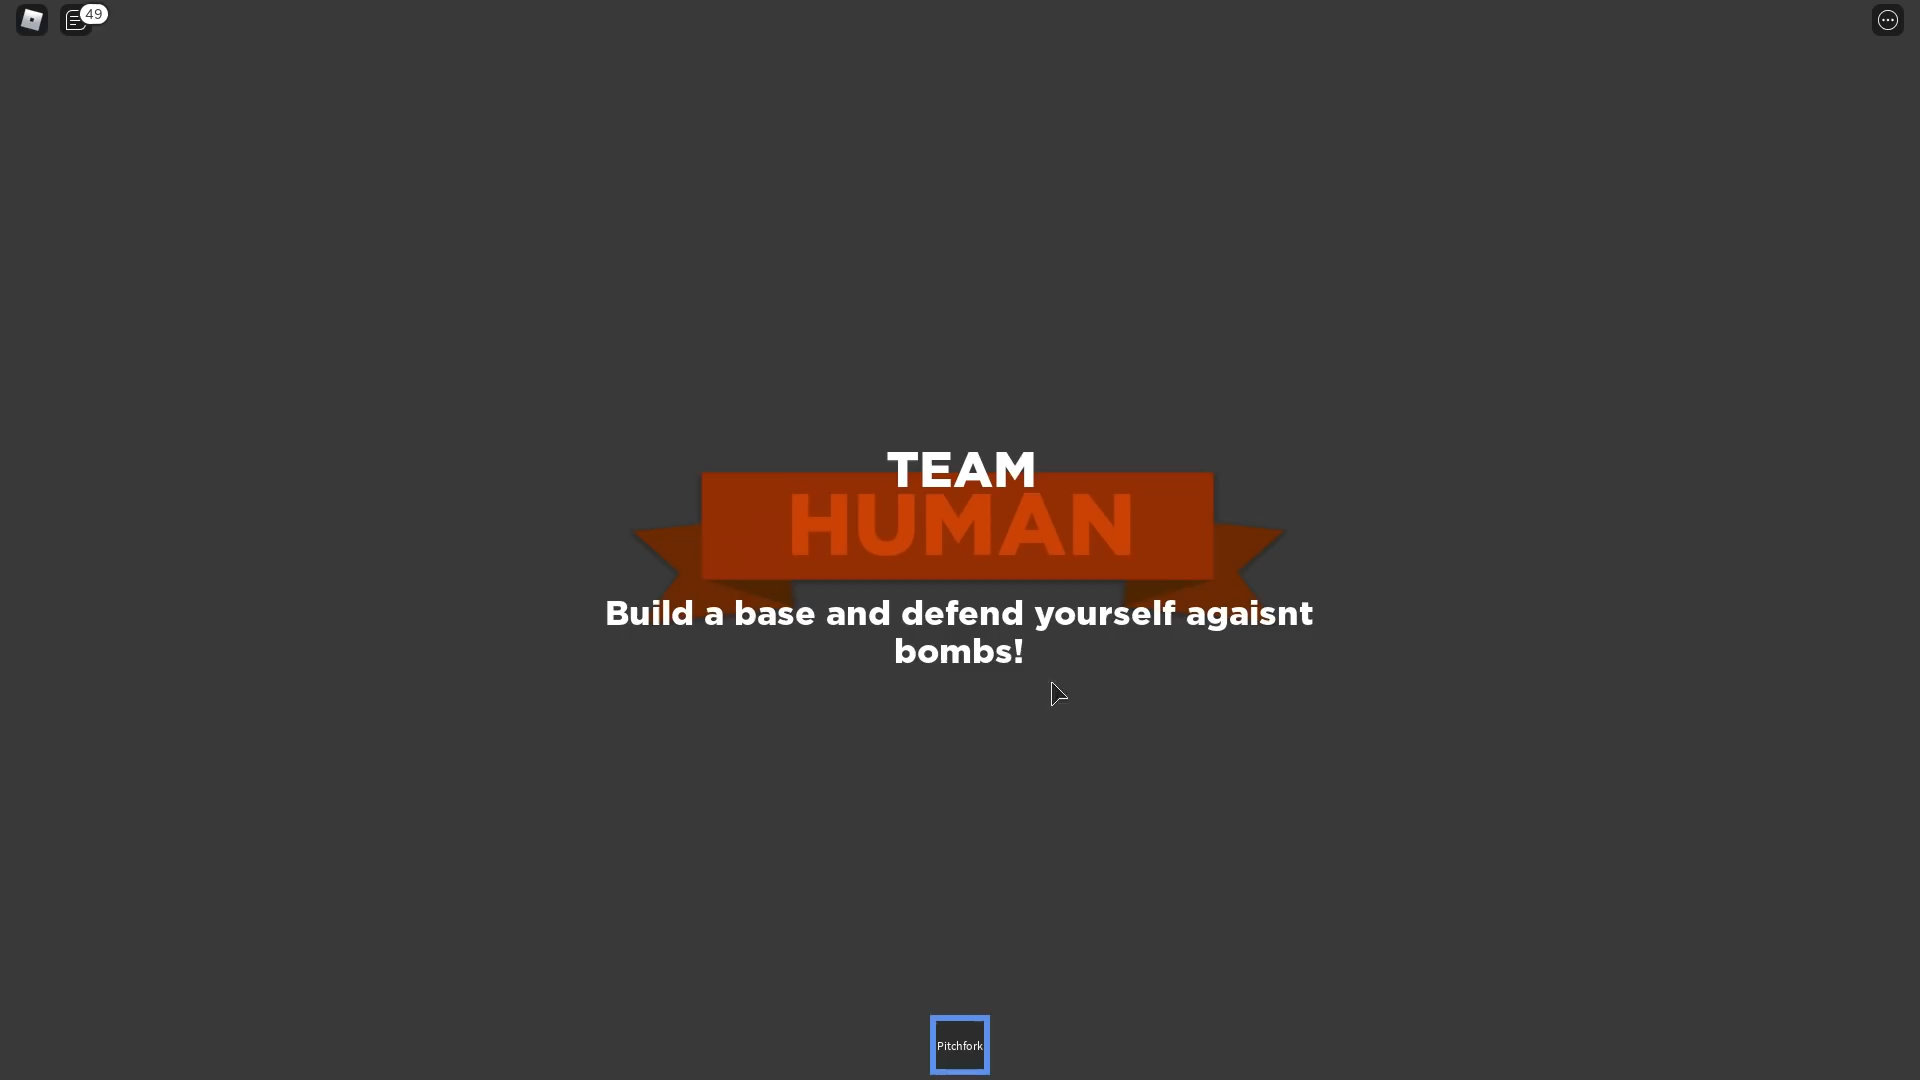 49
TEAM
HUMAN
Build a base and defend yourself agaisnt
bombs!
Pitchfork